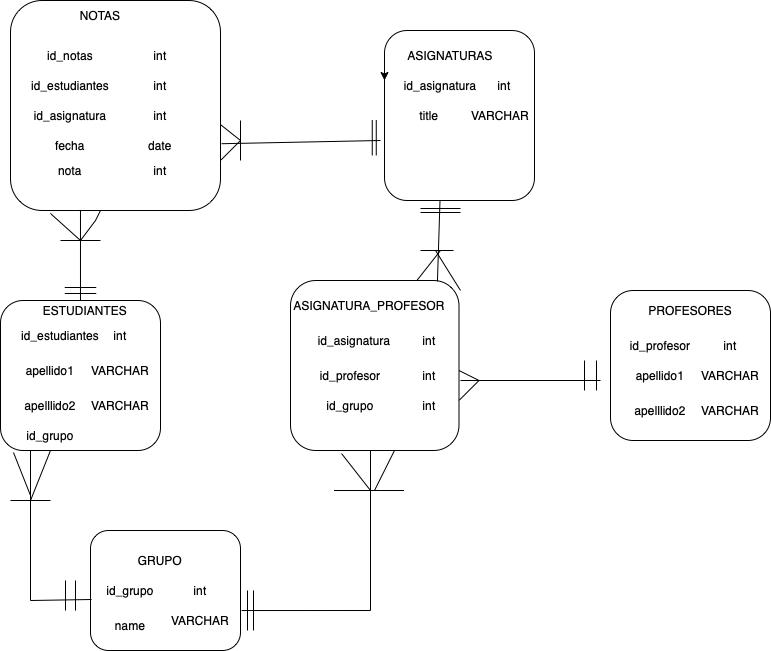 NOTAS
id_notas int
id_estudiantes int
id_asignatura int
fecha date
nota int
ASIGNATURAS
id_asignatura int
title VARCHAR
ESTUDIANTES
id_estudiantes int
apellido1 VARCHAR
apelllido2 VARCHAR
id_grupo
ASIGNATURA_PROFESOR
id_asignatura int
id_profesor int
id_grupo int
PROFESORES
id_profesor int
apellido1 VARCHAR
apelllido2 VARCHAR
GRUPO
id_grupo int
name VARCHAR